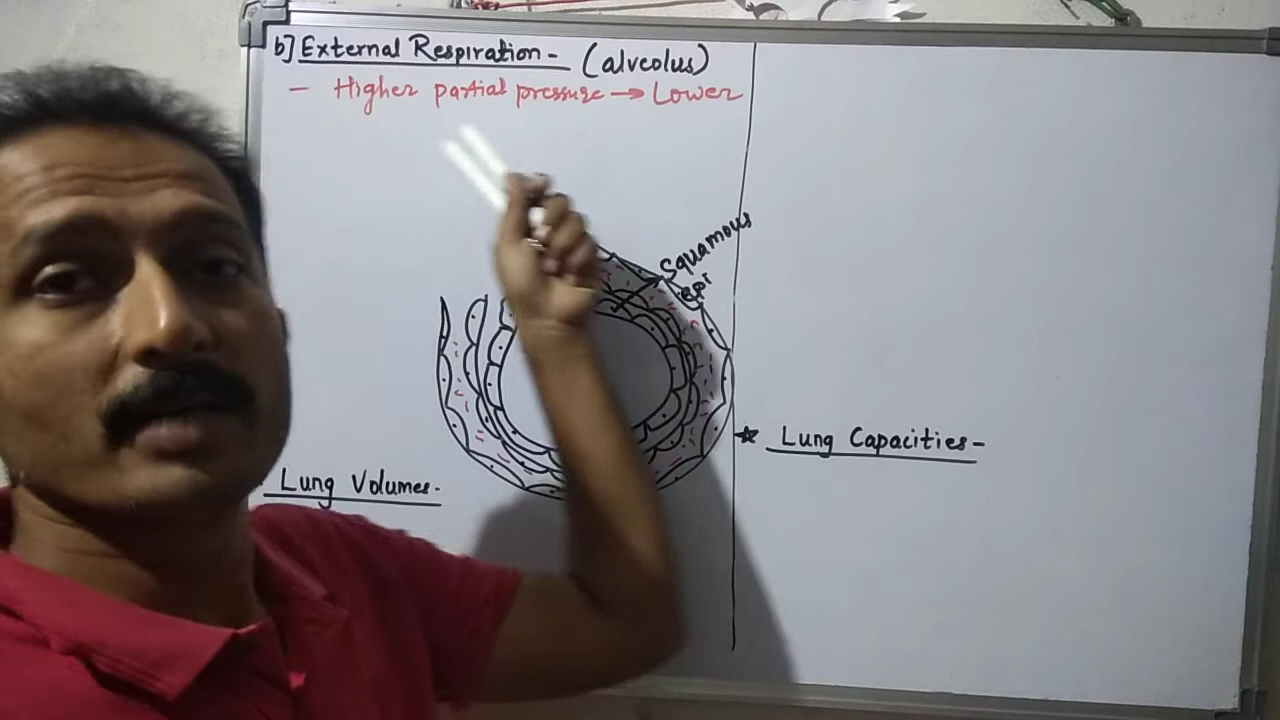 b] External Respiration - (alveolus)
- Higher partial pressure → Lower
Squamous
epi
Lung Volumes -
★ Lung Capacities -